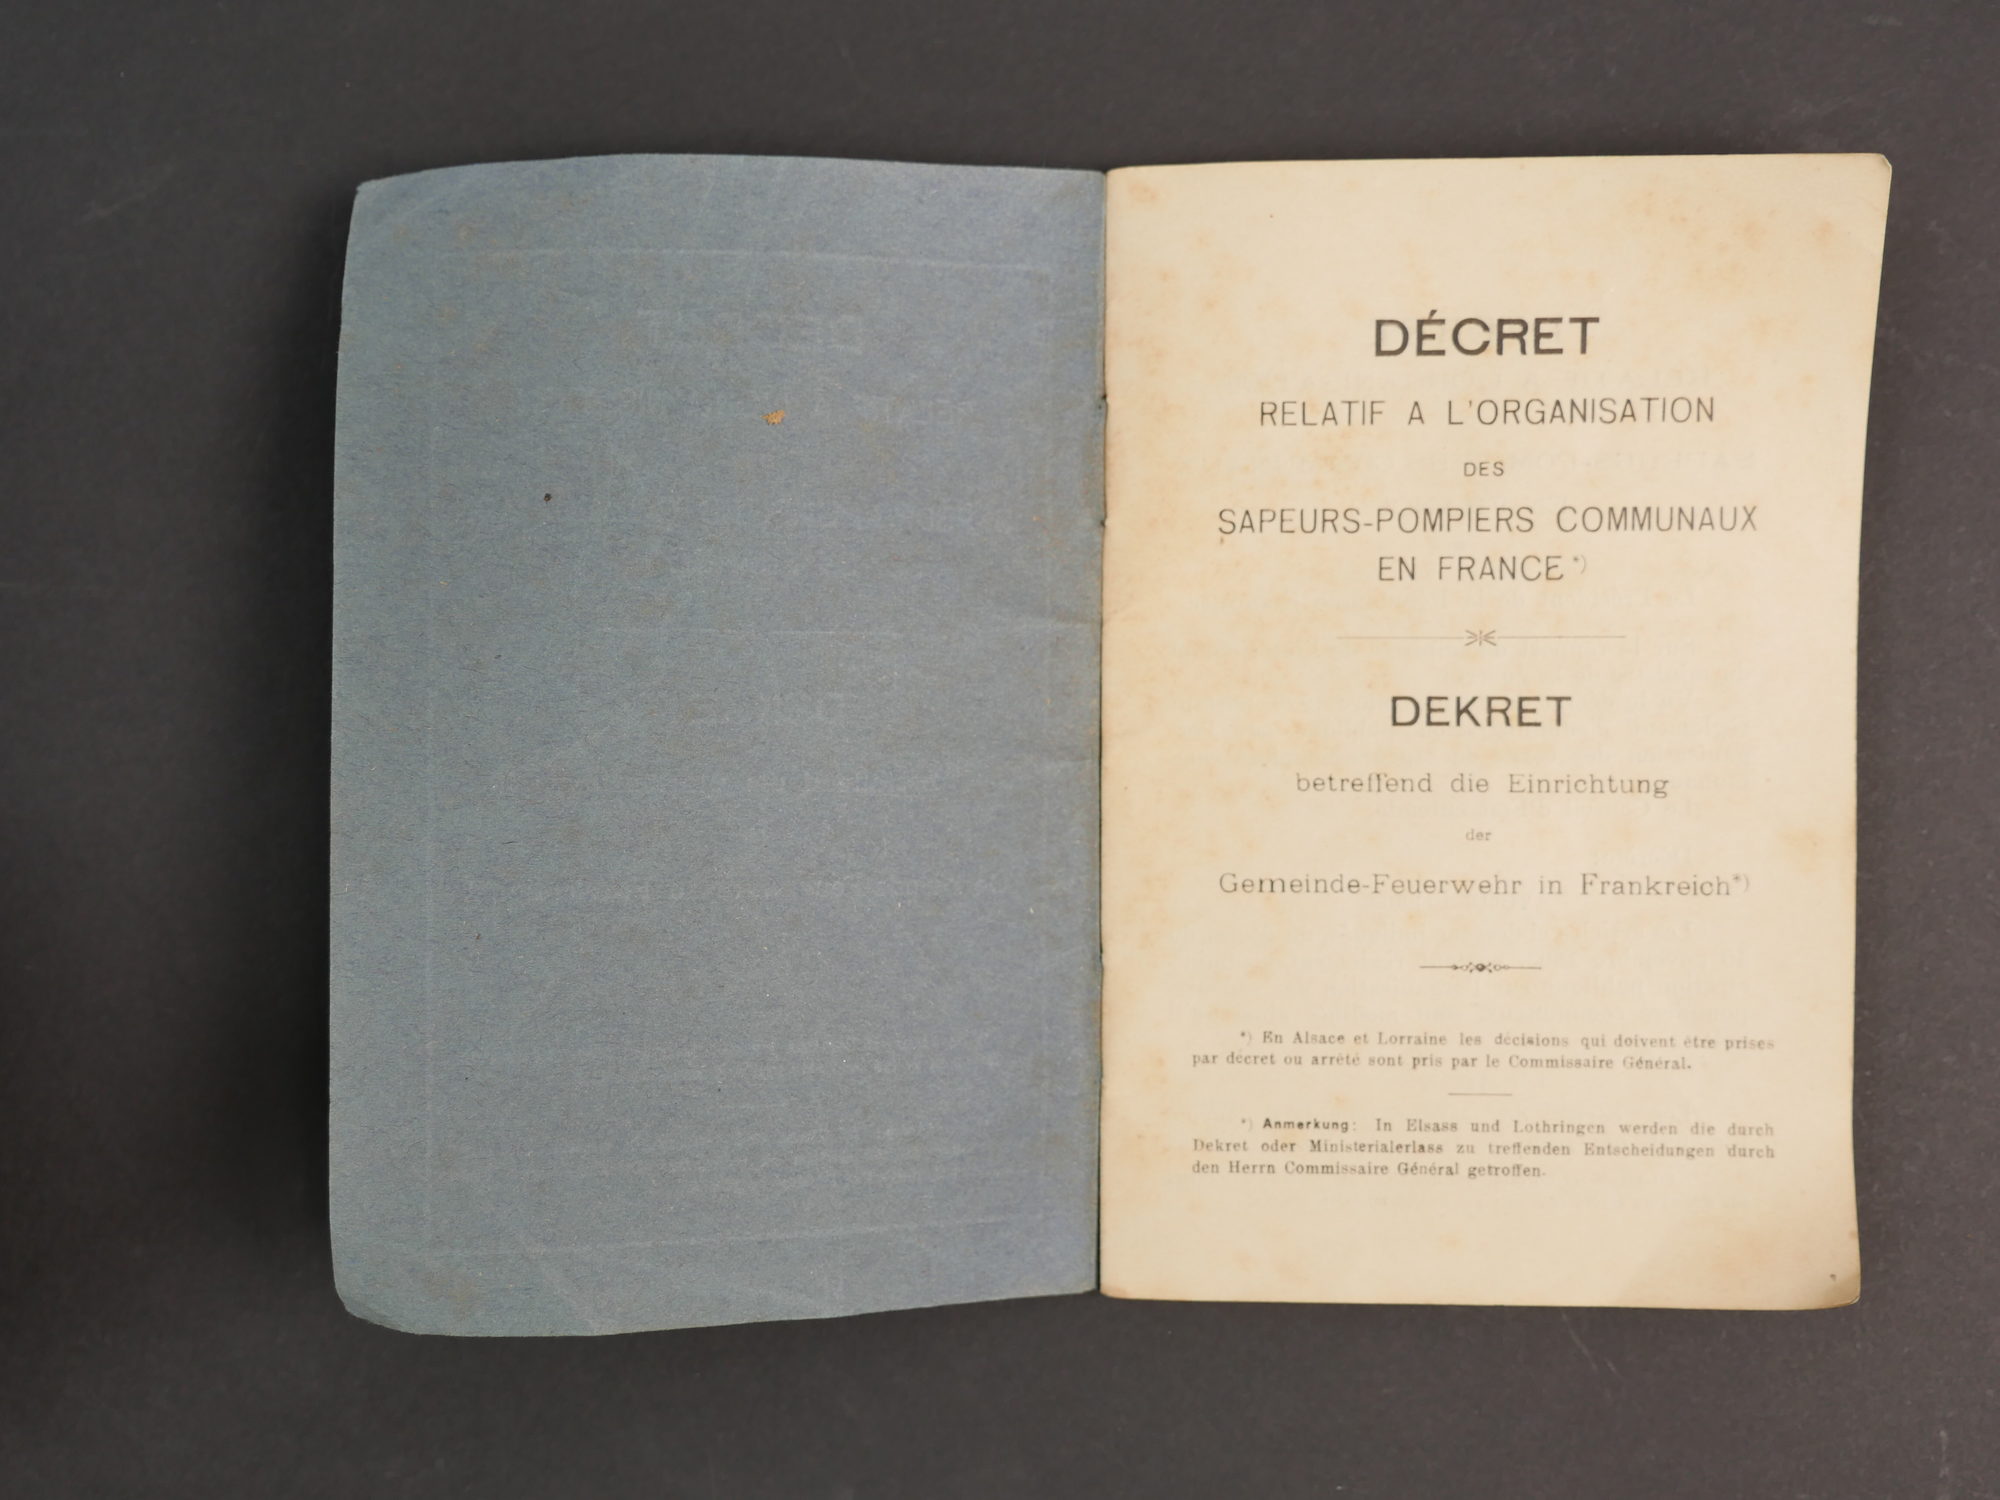 DÉCRET
RELATIF A L'ORGANISATION
DES
SAPEURS-POMPIERS COMMUNAUX
EN FRANCE*)
DEKRET
betreffend die Einrichtung
der
Gemeinde-Feuerwehr in Frankreich*)
*) En Alsace et Lorraine les décisions qui doivent être prises
par décret ou arrêté sont pris par le Commissaire Général.
*) Anmerkung: In Elsass und Lothringen werden die durch
Dekret oder Ministerialerlass zu treffenden Entscheidungen durch
den Herrn Commissaire Général getroffen.